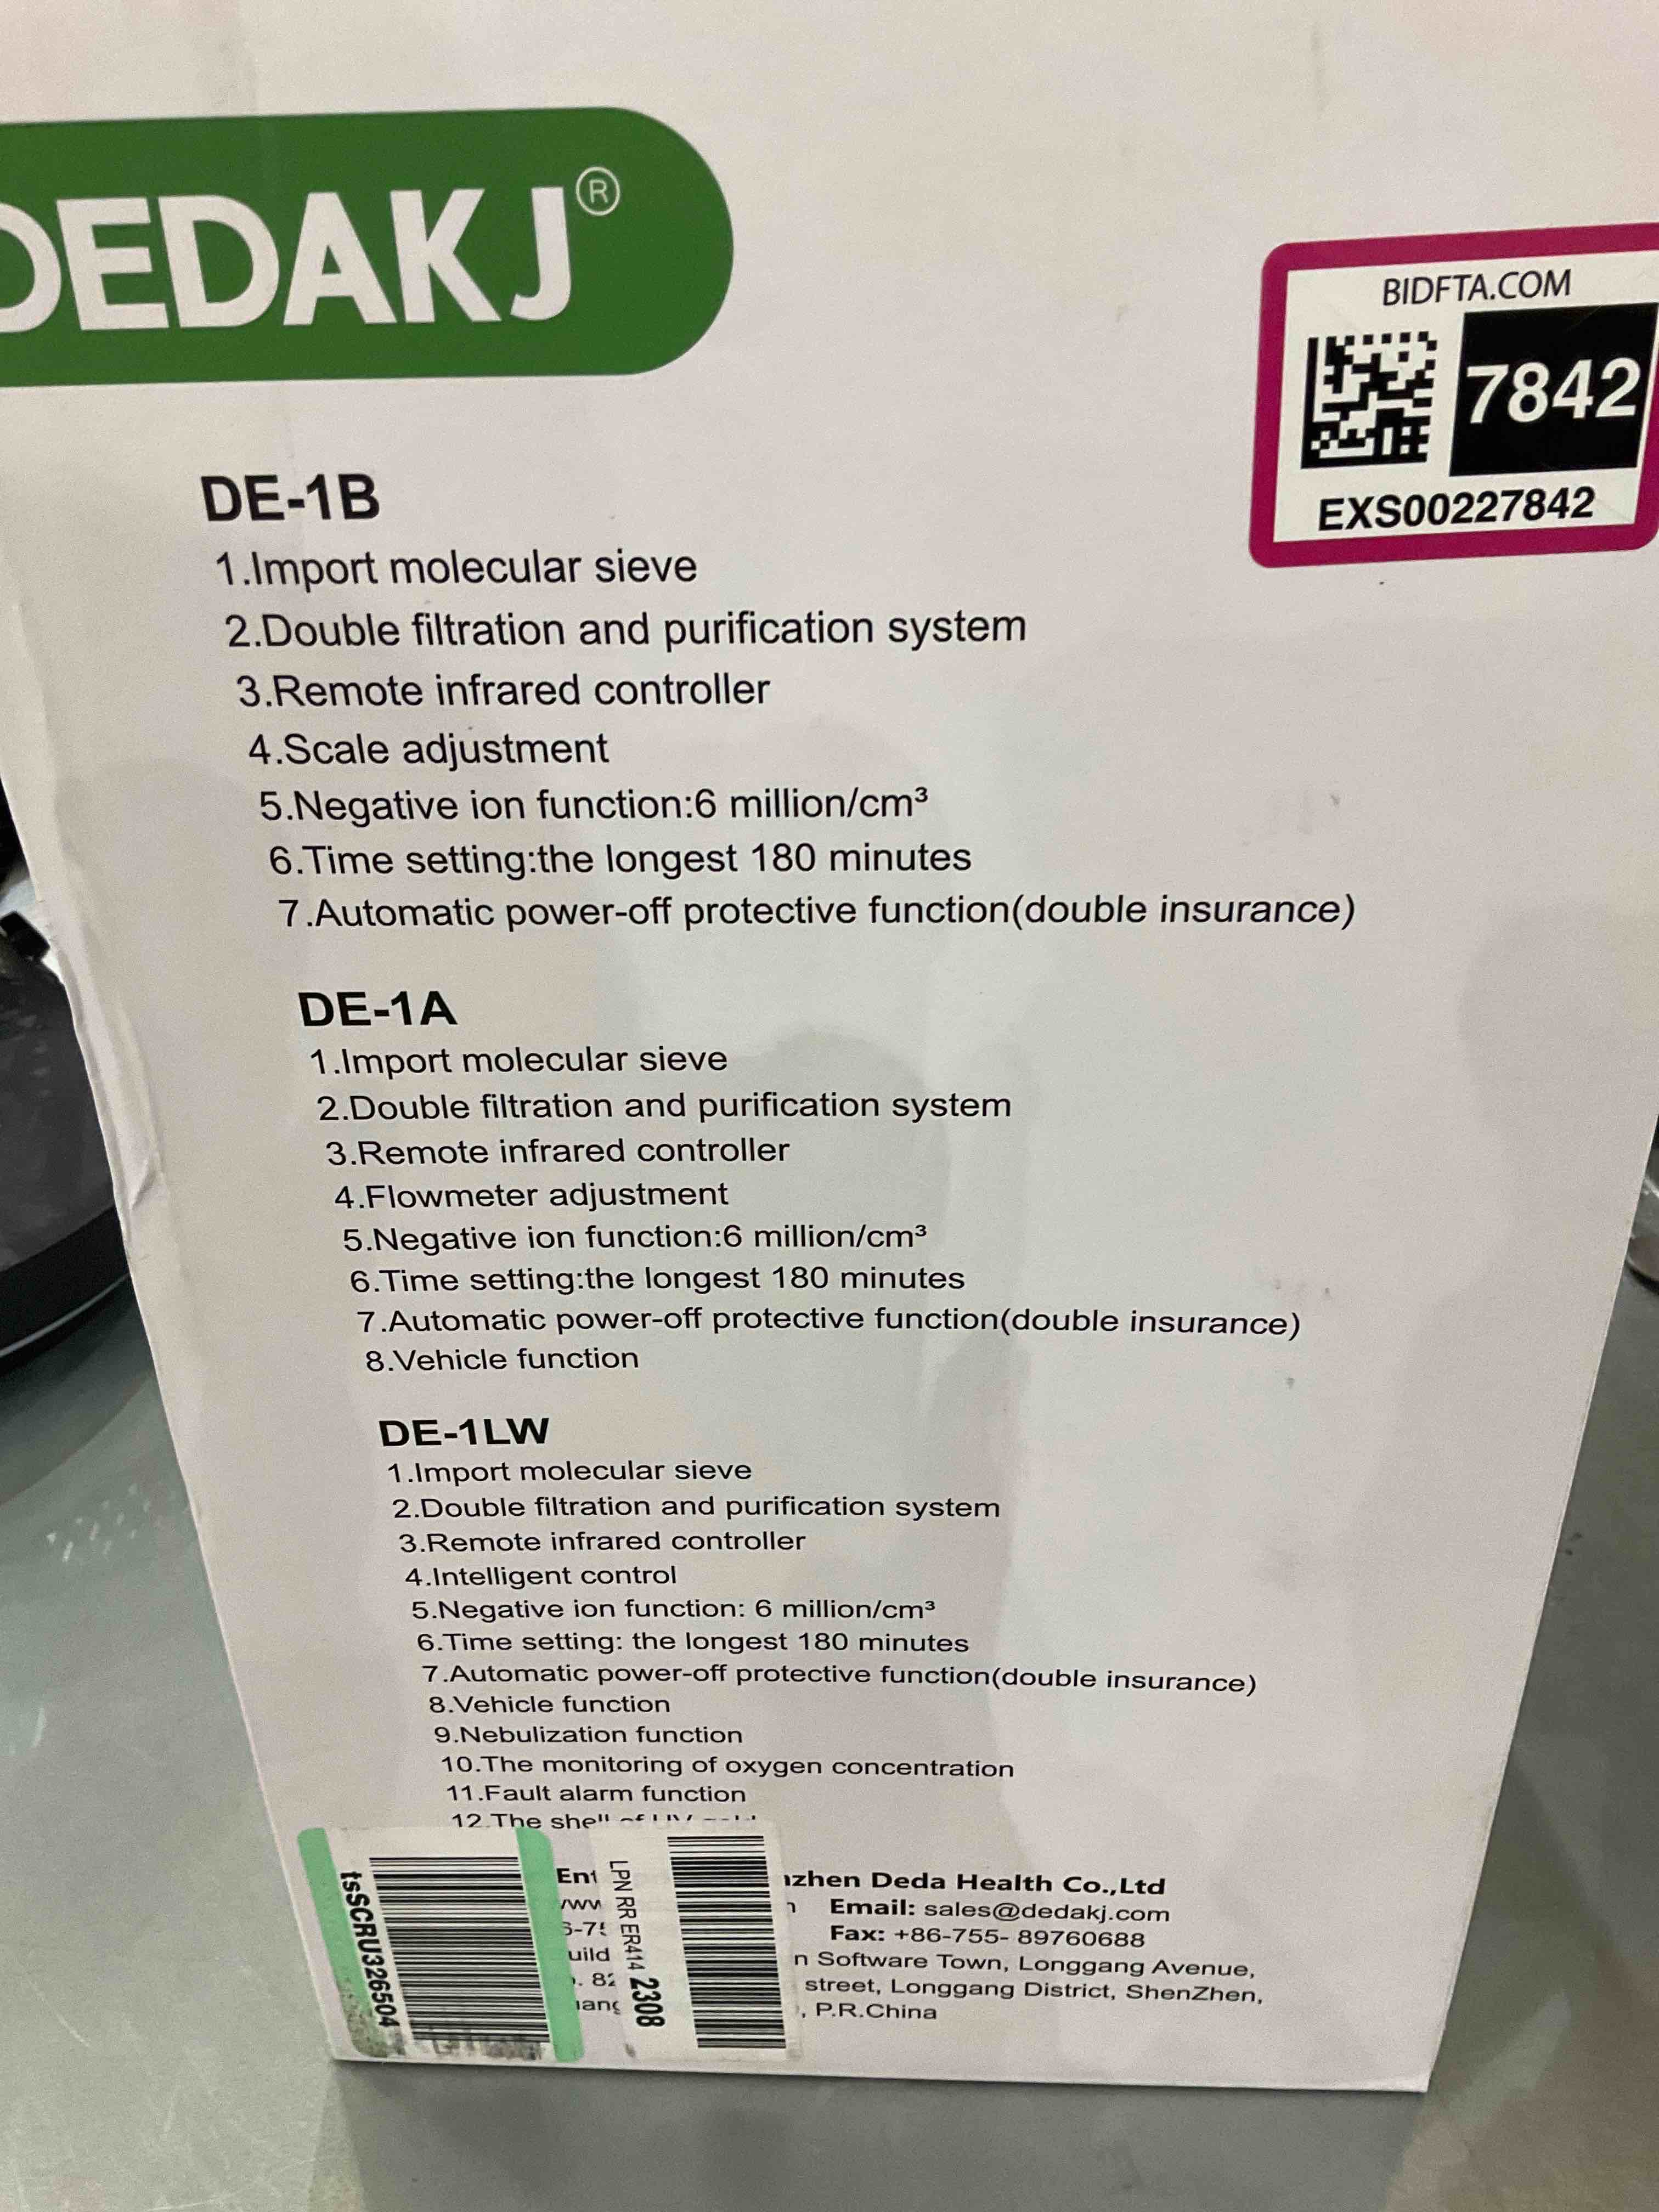 DEDAKJ®
BIDFTA.COM
7842
EXS00227842
DE-1B
1.Import molecular sieve
2.Double filtration and purification system
3.Remote infrared controller
4.Scale adjustment
5.Negative ion function:6 million/cm³
6.Time setting:the longest 180 minutes
7.Automatic power-off protective function(double insurance)
DE-1A
1.Import molecular sieve
2.Double filtration and purification system
3.Remote infrared controller
4.Flowmeter adjustment
5.Negative ion function:6 million/cm³
6.Time setting:the longest 180 minutes
7.Automatic power-off protective function(double insurance)
8.Vehicle function
DE-1LW
1.Import molecular sieve
2.Double filtration and purification system
3.Remote infrared controller
4.Intelligent control
5.Negative ion function: 6 million/cm³
6.Time setting: the longest 180 minutes
7.Automatic power-off protective function(double insurance)
8.Vehicle function
9.Nebulization function
10.The monitoring of oxygen concentration
11.Fault alarm function
12.The shell of UV
tsSCRU326504
LPN RR ER414 2308
Deda Health Co.,Ltd
Email: sales@dedakj.com
Fax: +86-755- 89760688
Software Town, Longgang Avenue,
street, Longgang District, ShenZhen,
, P.R.China